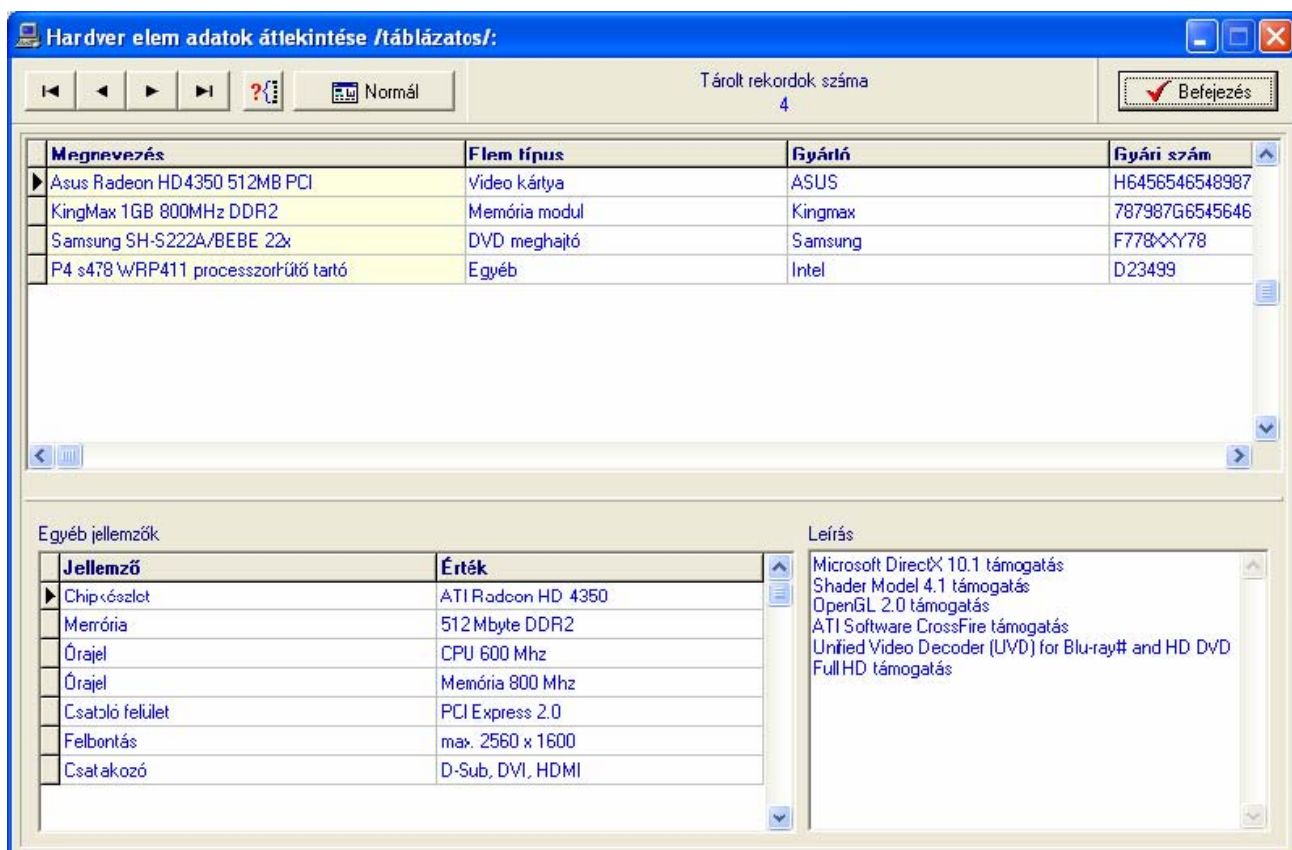 Hardver elem adatok áttekintése /táblázatos/:
Normál
Tárolt rekordok száma
4
Befejezés
Megnevezés Elem típus Gyártó Gyári szám
Asus Radeon HD4350 512MB PCI Video kártya ASUS H6456546548987
KingMax 1GB 800MHz DDR2 Memória modul Kingmax 787987G6545646
Samsung SH-S222A/BEBE 22x DVD meghajtó Samsung F778XXY78
P4 s478 WRP411 processzorhűtő tartó Egyéb Intel D23499
Egyéb jellemzők
Jellemző Érték
Chipkészlet ATI Radeon HD 4350
Memória 512 Mbyte DDR2
Órajel CPU 600 Mhz
Órajel Memória 800 Mhz
Csatoló felület PCI Express 2.0
Felbontás max. 2560 x 1600
Csatakozó D-Sub, DVI, HDMI
Leírás
Microsoft DirectX 10.1 támogatás
Shader Model 4.1 támogatás
OpenGL 2.0 támogatás
ATI Software CrossFire támogatás
Unified Video Decoder (UVD) for Blu-ray# and HD DVD
Full HD támogatás